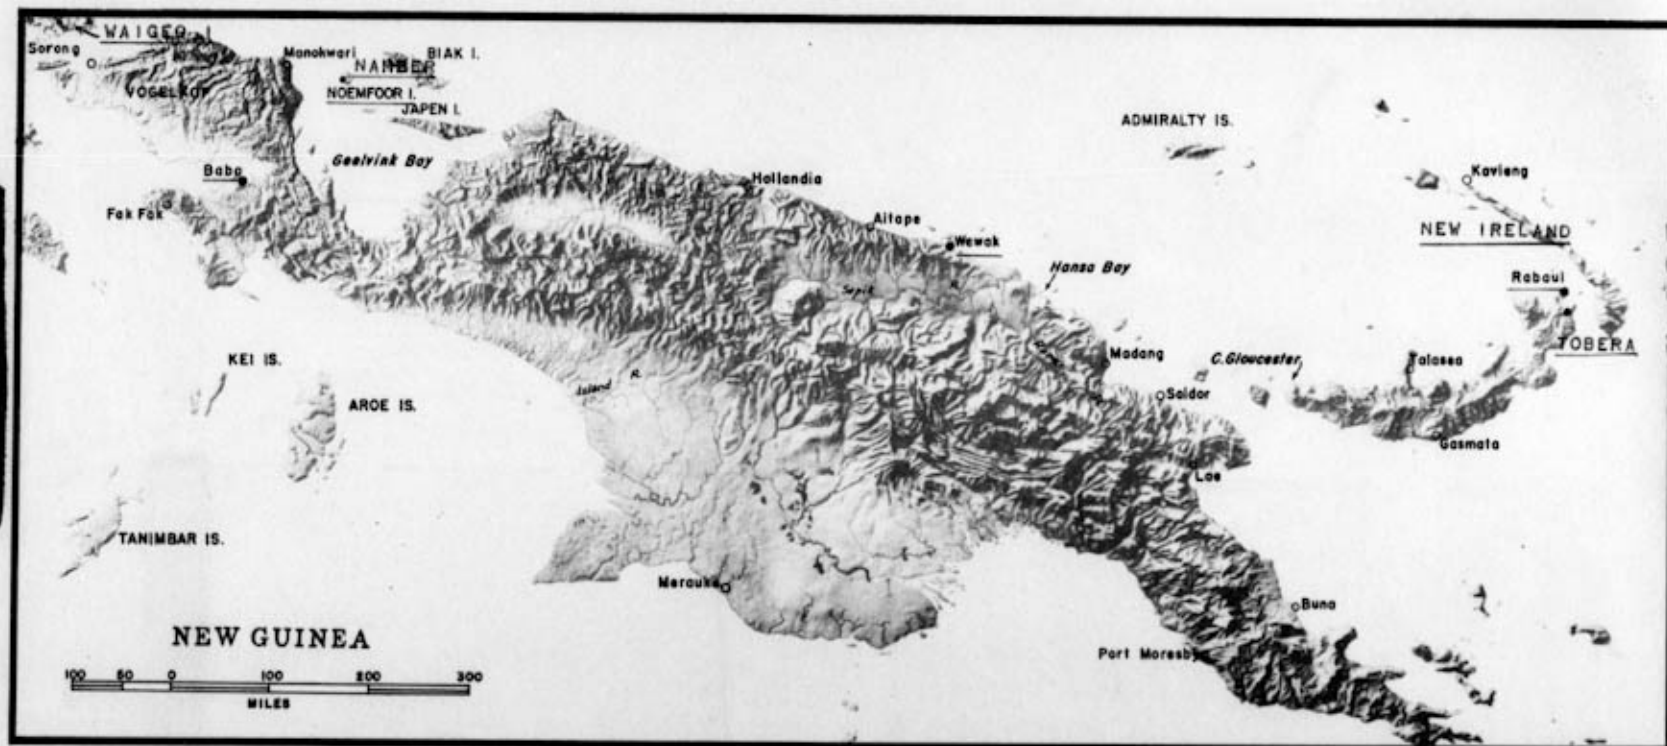 WAIGEO I.
Sorong
Manokwari
BIAK I.
NAMBER
VOGELKOP
NOEMFOOR I.
JAPEN I.
ADMIRALTY IS.
Geelvink Bay
Babo
Hollandia
Kavieng
Fak Fak
Aitape
NEW IRELAND
Wewak
Hansa Bay
Rabaul
Sepik R.
TOBERA
Madang
C. Gloucester
Talasea
KEI IS.
Island R.
Saidor
AROE IS.
Gasmata
Lae
TANIMBAR IS.
Merauke
Buna
NEW GUINEA
Port Moresby
100 50 0 100 200 300
MILES